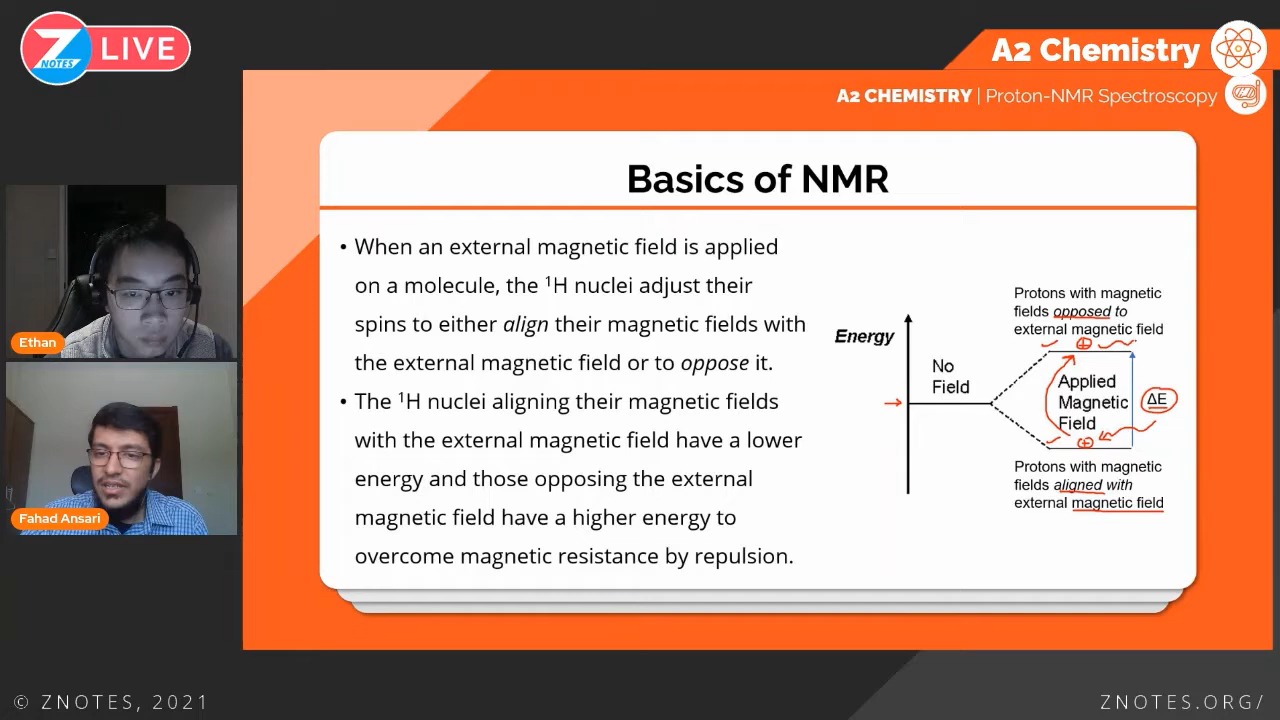 Z NOTES LIVE
A2 Chemistry
A2 CHEMISTRY | Proton-NMR Spectroscopy
Basics of NMR
• When an external magnetic field is applied
on a molecule, the ¹H nuclei adjust their
spins to either align their magnetic fields with
the external magnetic field or to oppose it.
• The ¹H nuclei aligning their magnetic fields
with the external magnetic field have a lower
energy and those opposing the external
magnetic field have a higher energy to
overcome magnetic resistance by repulsion.
Energy
No
Field
Protons with magnetic
fields opposed to
external magnetic field
Applied
Magnetic
Field
ΔE
Protons with magnetic
fields aligned with
external magnetic field
Ethan
Fahad Ansari
© ZNOTES, 2021
ZNOTES.ORG/